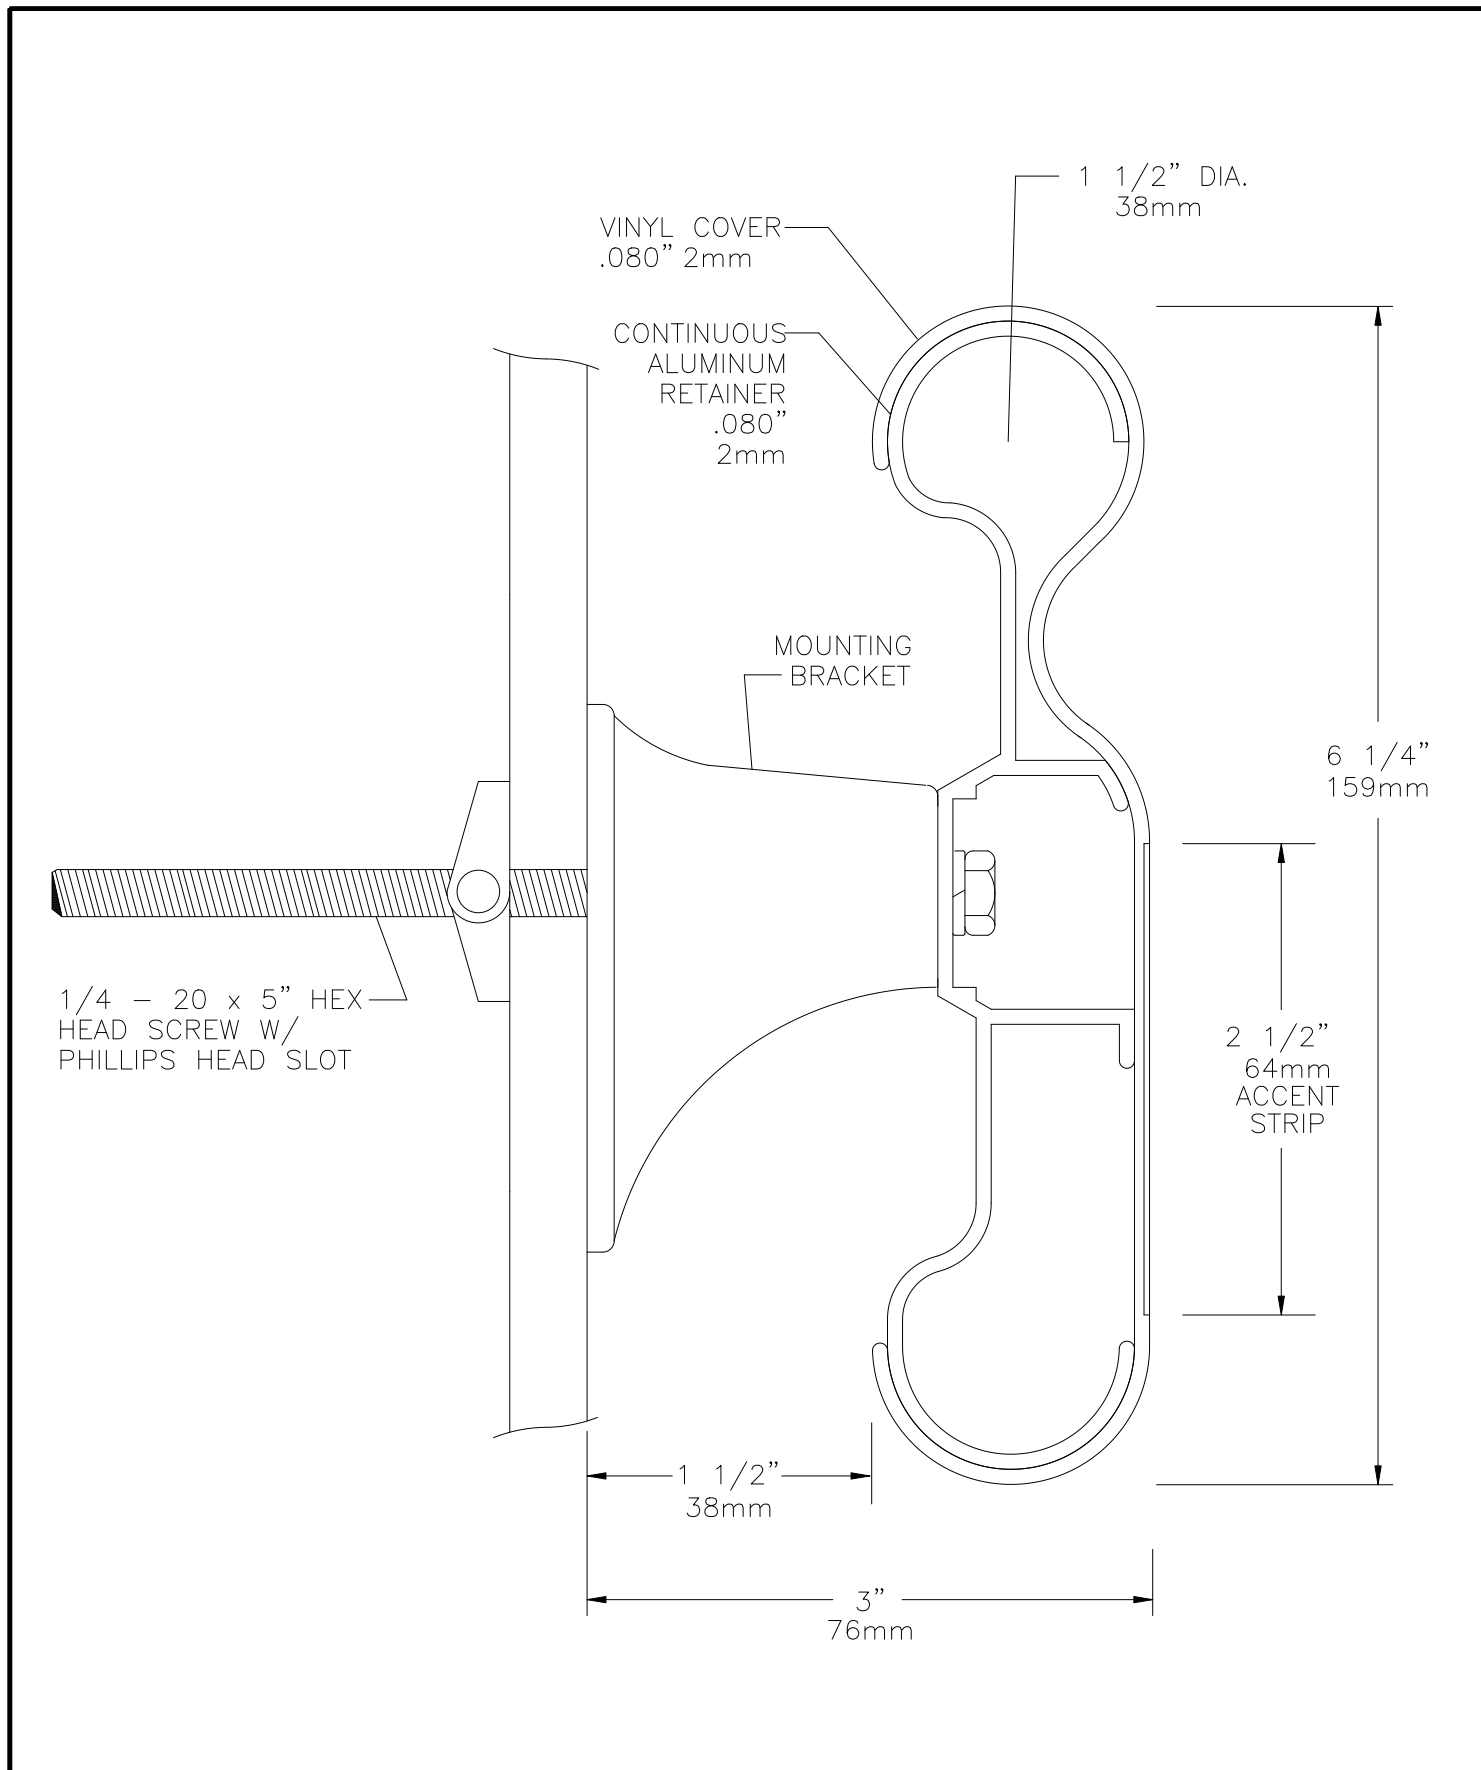 1 1/2” DIA.
38mm
VINYL COVER
.080” 2mm
CONTINUOUS
ALUMINUM
RETAINER
.080”
2mm
MOUNTING
BRACKET
6 1/4”
159mm
1/4 – 20 x 5” HEX
HEAD SCREW W/
PHILLIPS HEAD SLOT
2 1/2”
64mm
ACCENT
STRIP
1 1/2”
38mm
3”
76mm